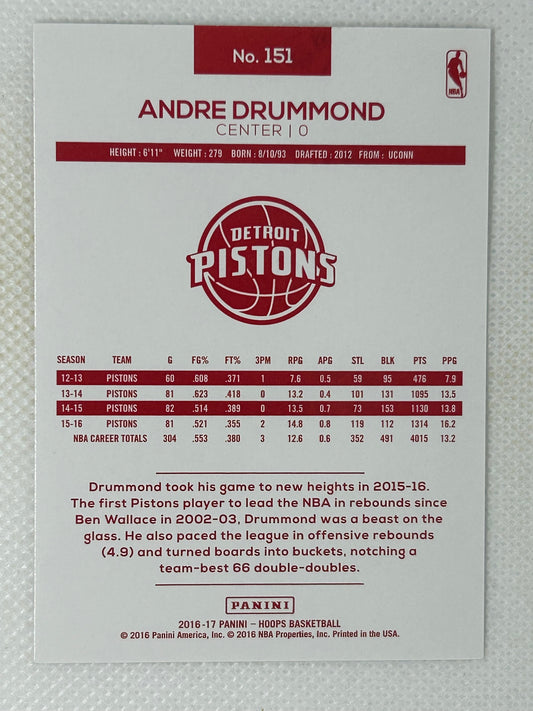 No. 151
NBA
ANDRE DRUMMOND
CENTER | 0
HEIGHT : 6'11" WEIGHT : 279 BORN : 8/10/93 DRAFTED : 2012 FROM : UCONN
DETROIT
PISTONS
SEASON TEAM G FG% FT% 3PM RPG APG STL BLK PTS PPG
12-13 PISTONS 60 .608 .371 1 7.6 0.5 59 95 476 7.9
13-14 PISTONS 81 .623 .418 0 13.2 0.4 101 131 1095 13.5
14-15 PISTONS 82 .514 .389 0 13.5 0.7 73 153 1130 13.8
15-16 PISTONS 81 .521 .355 2 14.8 0.8 119 112 1314 16.2
NBA CAREER TOTALS 304 .553 .380 3 12.6 0.6 352 491 4015 13.2
Drummond took his game to new heights in 2015-16.
The first Pistons player to lead the NBA in rebounds since
Ben Wallace in 2002-03, Drummond was a beast on the
glass. He also paced the league in offensive rebounds
(4.9) and turned boards into buckets, notching a
team-best 66 double-doubles.
PANINI
2016-17 PANINI – HOOPS BASKETBALL
© 2016 Panini America, Inc. © 2016 NBA Properties, Inc. Printed in the USA.